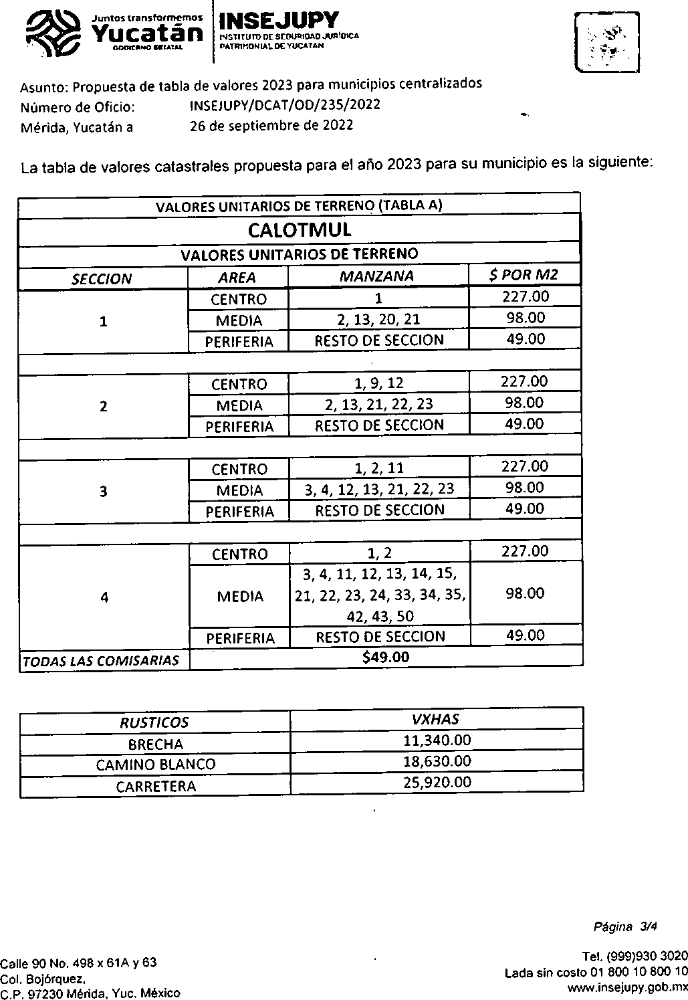 Juntos transformemos
Yucatán
GOBIERNO ESTATAL
INSEJUPY
INSTITUTO DE SEGURIDAD JURÍDICA
PATRIMONIAL DE YUCATAN
Asunto: Propuesta de tabla de valores 2023 para municipios centralizados
Número de Oficio: INSEJUPY/DCAT/OD/235/2022
Mérida, Yucatán a 26 de septiembre de 2022
La tabla de valores catastrales propuesta para el año 2023 para su municipio es la siguiente:
VALORES UNITARIOS DE TERRENO (TABLA A)
CALOTMUL
VALORES UNITARIOS DE TERRENO
SECCION AREA MANZANA $ POR M2
CENTRO 1 227.00
1 MEDIA 2, 13, 20, 21 98.00
PERIFERIA RESTO DE SECCION 49.00
CENTRO 1, 9, 12 227.00
2 MEDIA 2, 13, 21, 22, 23 98.00
PERIFERIA RESTO DE SECCION 49.00
CENTRO 1, 2, 11 227.00
3 MEDIA 3, 4, 12, 13, 21, 22, 23 98.00
PERIFERIA RESTO DE SECCION 49.00
CENTRO 1, 2 227.00
3, 4, 11, 12, 13, 14, 15,
4 MEDIA 21, 22, 23, 24, 33, 34, 35, 98.00
42, 43, 50
PERIFERIA RESTO DE SECCION 49.00
TODAS LAS COMISARIAS $49.00
RUSTICOS VXHAS
BRECHA 11,340.00
CAMINO BLANCO 18,630.00
CARRETERA 25,920.00
Página 3/4
Calle 90 No. 498 x 61A y 63
Col. Bojórquez,
C.P. 97230 Mérida, Yuc. México
Tel. (999)930 3020
Lada sin costo 01 800 10 800 10
www.insejupy.gob.mx